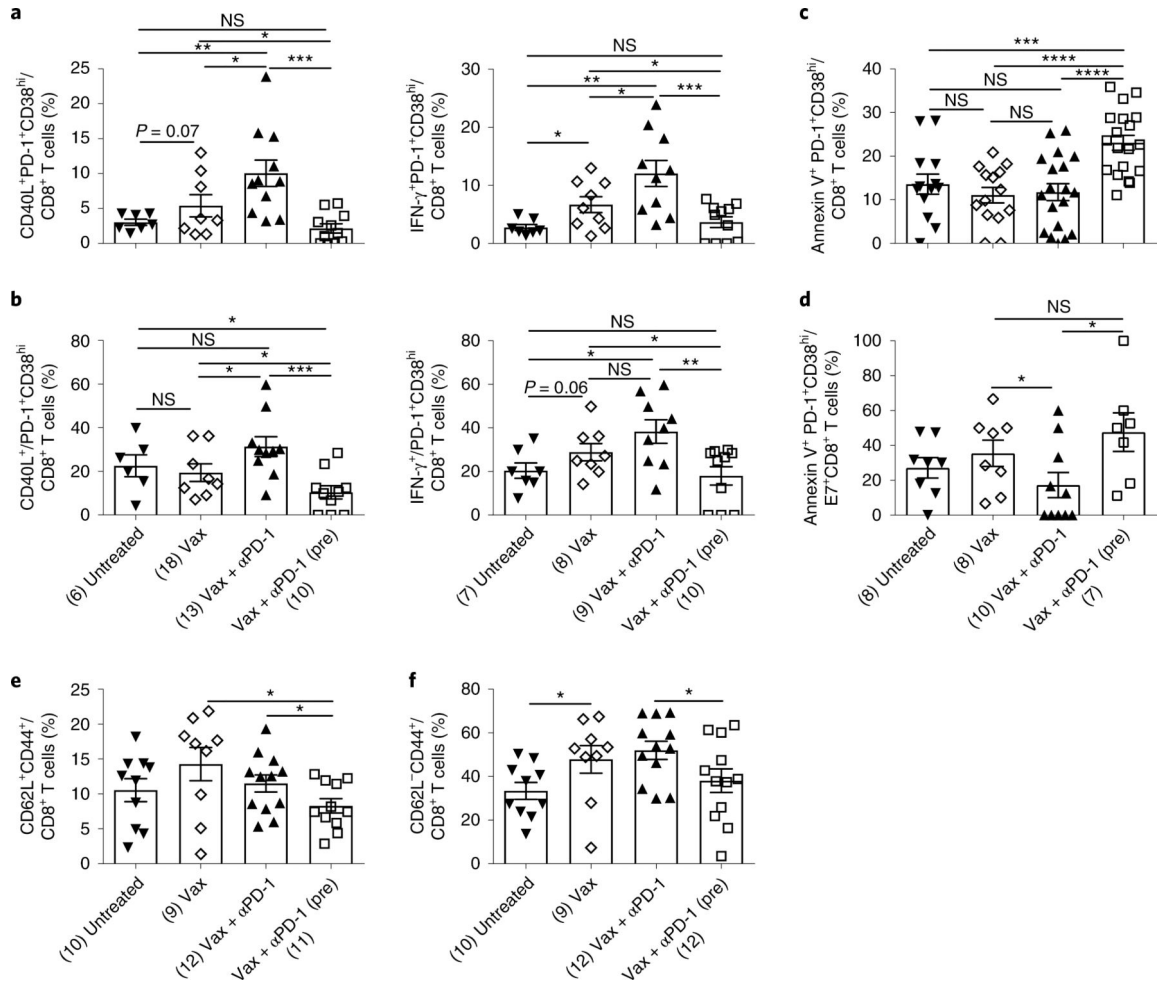 a
CD40L⁺PD-1⁺CD38ʰⁱ/
CD8⁺ T cells (%)
25
20
15
10
5
0
NS
*
**
*
***
P = 0.07
IFN-γ⁺PD-1⁺CD38ʰⁱ/
CD8⁺ T cells (%)
30
20
10
0
NS
*
**
*
***
*
c
Annexin V⁺ PD-1⁺CD38ʰⁱ/
CD8⁺ T cells (%)
40
30
20
10
0
***
****
NS
****
NS
NS
b
CD40L⁺/PD-1⁺CD38ʰⁱ
CD8⁺ T cells (%)
80
60
40
20
0
*
NS
*
*
***
NS
(6) Untreated
(18) Vax
(13) Vax + αPD-1
Vax + αPD-1 (pre)
(10)
IFN-γ⁺/PD-1⁺CD38ʰⁱ
CD8⁺ T cells (%)
80
60
40
20
0
NS
*
*
NS
**
P = 0.06
(7) Untreated
(8) Vax
(9) Vax + αPD-1
Vax + αPD-1 (pre)
(10)
d
Annexin V⁺ PD-1⁺CD38ʰⁱ/
E7⁺CD8⁺ T cells (%)
100
80
60
40
20
0
NS
*
*
(8) Untreated
(8) Vax
(10) Vax + αPD-1
Vax + αPD-1 (pre)
(7)
e
CD62L⁺CD44⁺/
CD8⁺ T cells (%)
25
20
15
10
5
0
*
*
(10) Untreated
(9) Vax
(12) Vax + αPD-1
Vax + αPD-1 (pre)
(11)
f
CD62L⁻CD44⁺/
CD8⁺ T cells (%)
80
60
40
20
0
*
*
(10) Untreated
(9) Vax
(12) Vax + αPD-1
Vax + αPD-1 (pre)
(12)